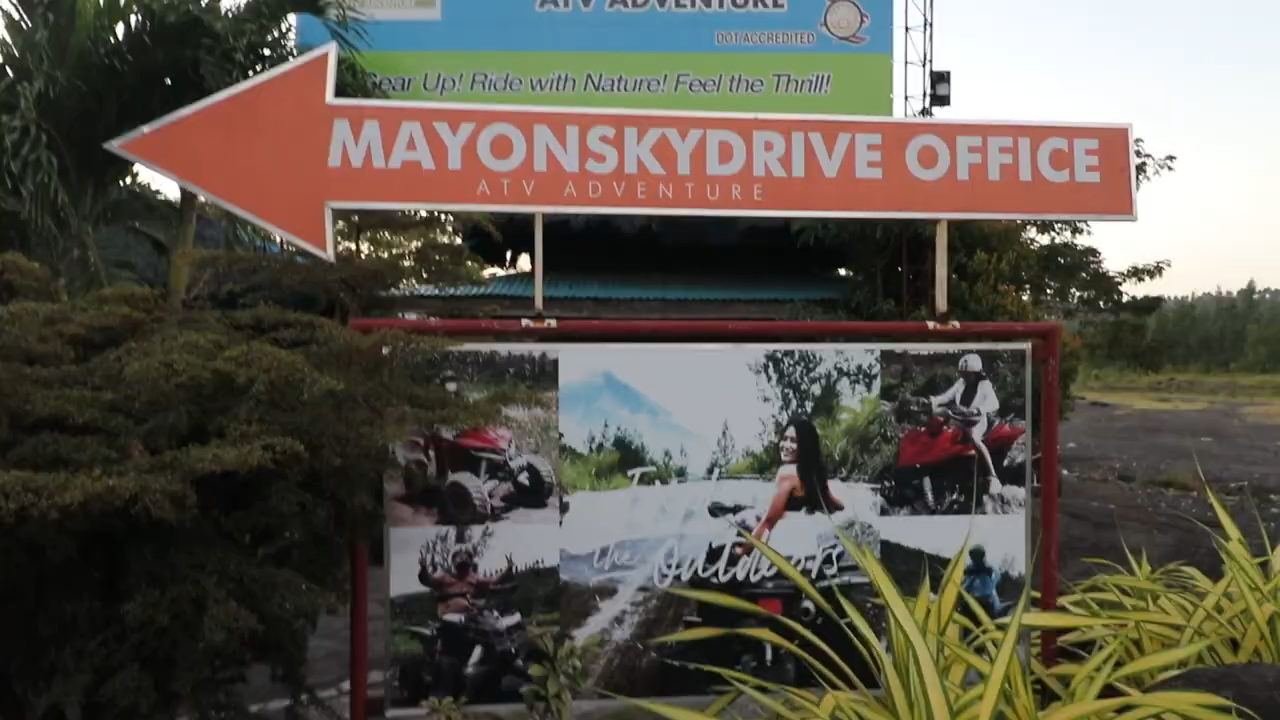 ATV ADVENTURE
DOT ACCREDITED
Gear Up! Ride with Nature! Feel the Thrill!
MAYONSKYDRIVE OFFICE
ATV ADVENTURE
the Outdoors